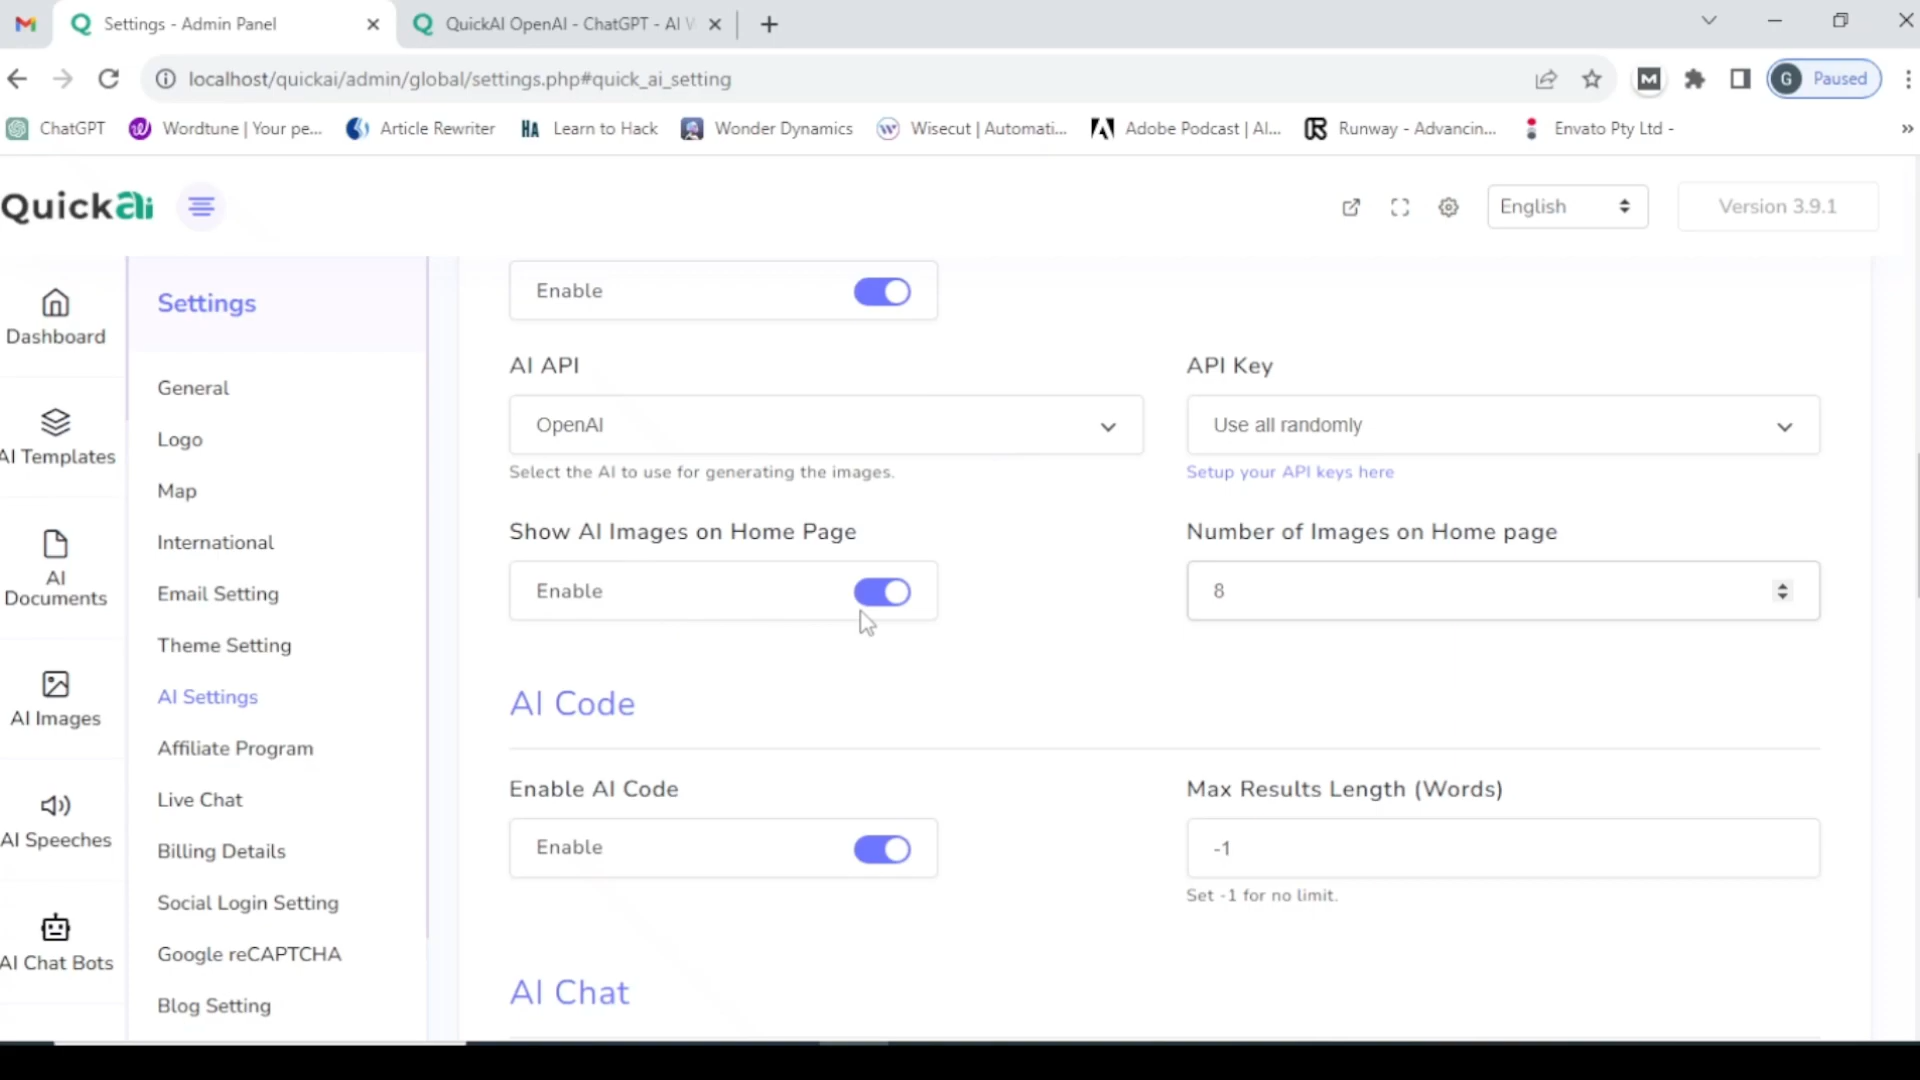 Settings - Admin Panel
QuickAI OpenAI - ChatGPT - AI W
localhost/quickai/admin/global/settings.php#quick_ai_setting
G Paused
ChatGPT
Wordtune | Your pe...
Article Rewriter
HA Learn to Hack
Wonder Dynamics
Wisecut | Automati...
Adobe Podcast | AI...
Runway - Advancin...
Envato Pty Ltd -
QuickAi
English
Version 3.9.1
Dashboard
AI Templates
AI Documents
AI Images
AI Speeches
AI Chat Bots
Settings
General
Logo
Map
International
Email Setting
Theme Setting
AI Settings
Affiliate Program
Live Chat
Billing Details
Social Login Setting
Google reCAPTCHA
Blog Setting
Enable
AI API
API Key
OpenAI
Use all randomly
Select the AI to use for generating the images.
Setup your API keys here
Show AI Images on Home Page
Number of Images on Home page
Enable
8
AI Code
Enable AI Code
Max Results Length (Words)
Enable
-1
Set -1 for no limit.
AI Chat